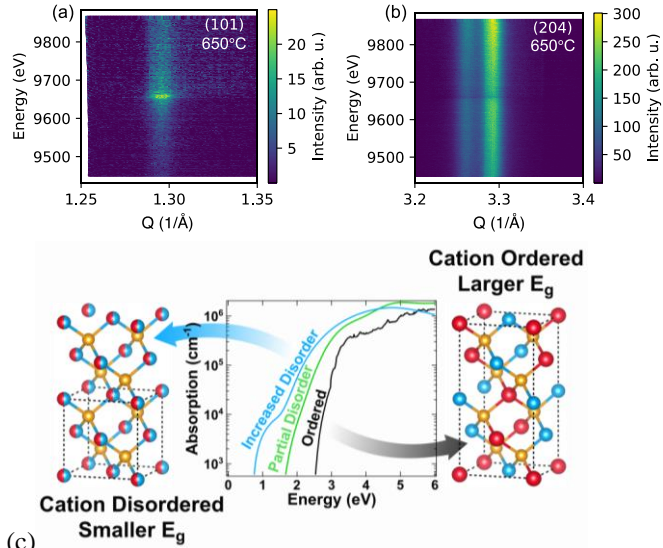 (a)
(101)
650°C
Energy (eV)
9800
9700
9600
9500
1.25
1.30
1.35
Q (1/Å)
20
15
10
5
Intensity (arb. u.)
(b)
(204)
650°C
Energy (eV)
9800
9700
9600
9500
3.2
3.3
3.4
Q (1/Å)
300
250
200
150
100
50
Intensity (arb. u.)
Cation Ordered
Larger Eg
Absorption (cm⁻¹)
10⁶
10⁵
10⁴
10³
Increased Disorder
Partial Disorder
Ordered
0 1 2 3 4 5 6
Energy (eV)
Cation Disordered
Smaller Eg
(c)